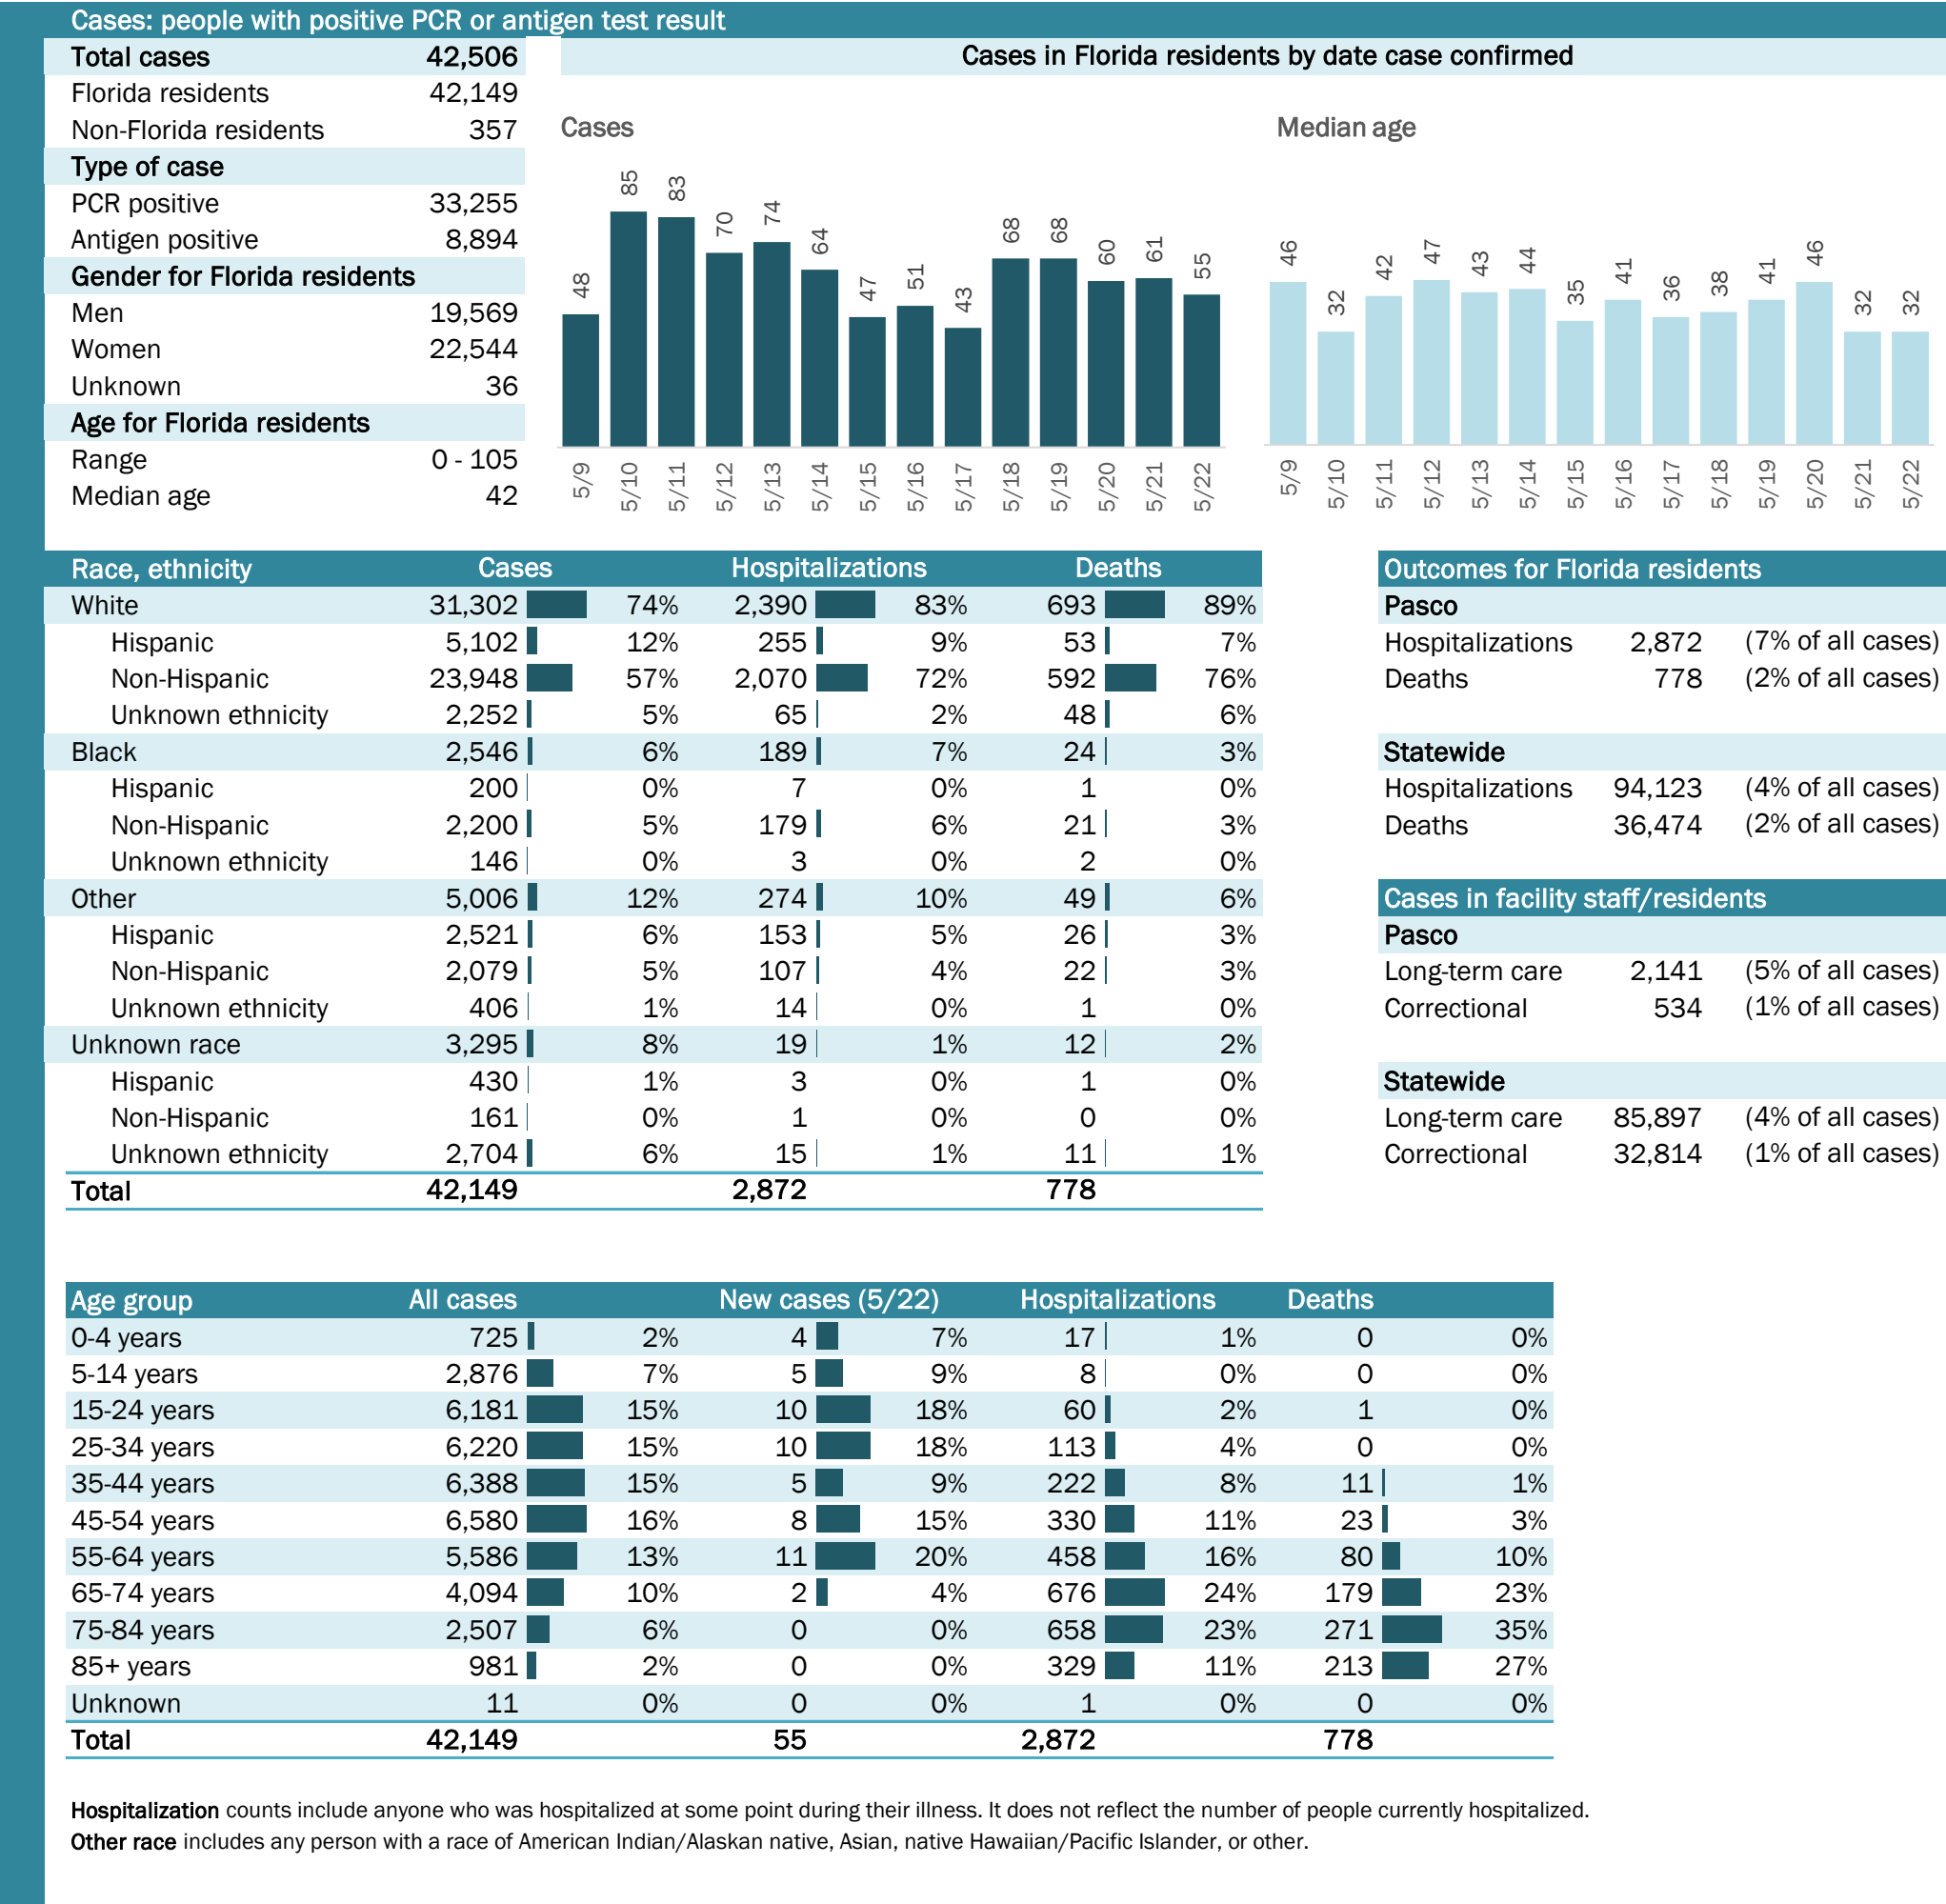 Cases: people with positive PCR or antigen test result
Total cases 42,506
Florida residents 42,149
Non-Florida residents 357
Type of case
PCR positive 33,255
Antigen positive 8,894
Gender for Florida residents
Men 19,569
Women 22,544
Unknown 36
Age for Florida residents
Range 0 - 105
Median age 42
Cases in Florida residents by date case confirmed
Cases
48 85 83 70 74 64 47 51 43 68 68 60 61 55
5/9 5/10 5/11 5/12 5/13 5/14 5/15 5/16 5/17 5/18 5/19 5/20 5/21 5/22
Median age
46 32 42 47 43 44 35 41 36 38 41 46 32 32
5/9 5/10 5/11 5/12 5/13 5/14 5/15 5/16 5/17 5/18 5/19 5/20 5/21 5/22
Race, ethnicity Cases Hospitalizations Deaths
White 31,302 74% 2,390 83% 693 89%
Hispanic 5,102 12% 255 9% 53 7%
Non-Hispanic 23,948 57% 2,070 72% 592 76%
Unknown ethnicity 2,252 5% 65 2% 48 6%
Black 2,546 6% 189 7% 24 3%
Hispanic 200 0% 7 0% 1 0%
Non-Hispanic 2,200 5% 179 6% 21 3%
Unknown ethnicity 146 0% 3 0% 2 0%
Other 5,006 12% 274 10% 49 6%
Hispanic 2,521 6% 153 5% 26 3%
Non-Hispanic 2,079 5% 107 4% 22 3%
Unknown ethnicity 406 1% 14 0% 1 0%
Unknown race 3,295 8% 19 1% 12 2%
Hispanic 430 1% 3 0% 1 0%
Non-Hispanic 161 0% 1 0% 0 0%
Unknown ethnicity 2,704 6% 15 1% 11 1%
Total 42,149 2,872 778
Outcomes for Florida residents
Pasco
Hospitalizations 2,872 (7% of all cases)
Deaths 778 (2% of all cases)
Statewide
Hospitalizations 94,123 (4% of all cases)
Deaths 36,474 (2% of all cases)
Cases in facility staff/residents
Pasco
Long-term care 2,141 (5% of all cases)
Correctional 534 (1% of all cases)
Statewide
Long-term care 85,897 (4% of all cases)
Correctional 32,814 (1% of all cases)
Age group All cases New cases (5/22) Hospitalizations Deaths
0-4 years 725 2% 4 7% 17 1% 0 0%
5-14 years 2,876 7% 5 9% 8 0% 0 0%
15-24 years 6,181 15% 10 18% 60 2% 1 0%
25-34 years 6,220 15% 10 18% 113 4% 0 0%
35-44 years 6,388 15% 5 9% 222 8% 11 1%
45-54 years 6,580 16% 8 15% 330 11% 23 3%
55-64 years 5,586 13% 11 20% 458 16% 80 10%
65-74 years 4,094 10% 2 4% 676 24% 179 23%
75-84 years 2,507 6% 0 0% 658 23% 271 35%
85+ years 981 2% 0 0% 329 11% 213 27%
Unknown 11 0% 0 0% 1 0% 0 0%
Total 42,149 55 2,872 778
Hospitalization counts include anyone who was hospitalized at some point during their illness. It does not reflect the number of people currently hospitalized.
Other race includes any person with a race of American Indian/Alaskan native, Asian, native Hawaiian/Pacific Islander, or other.